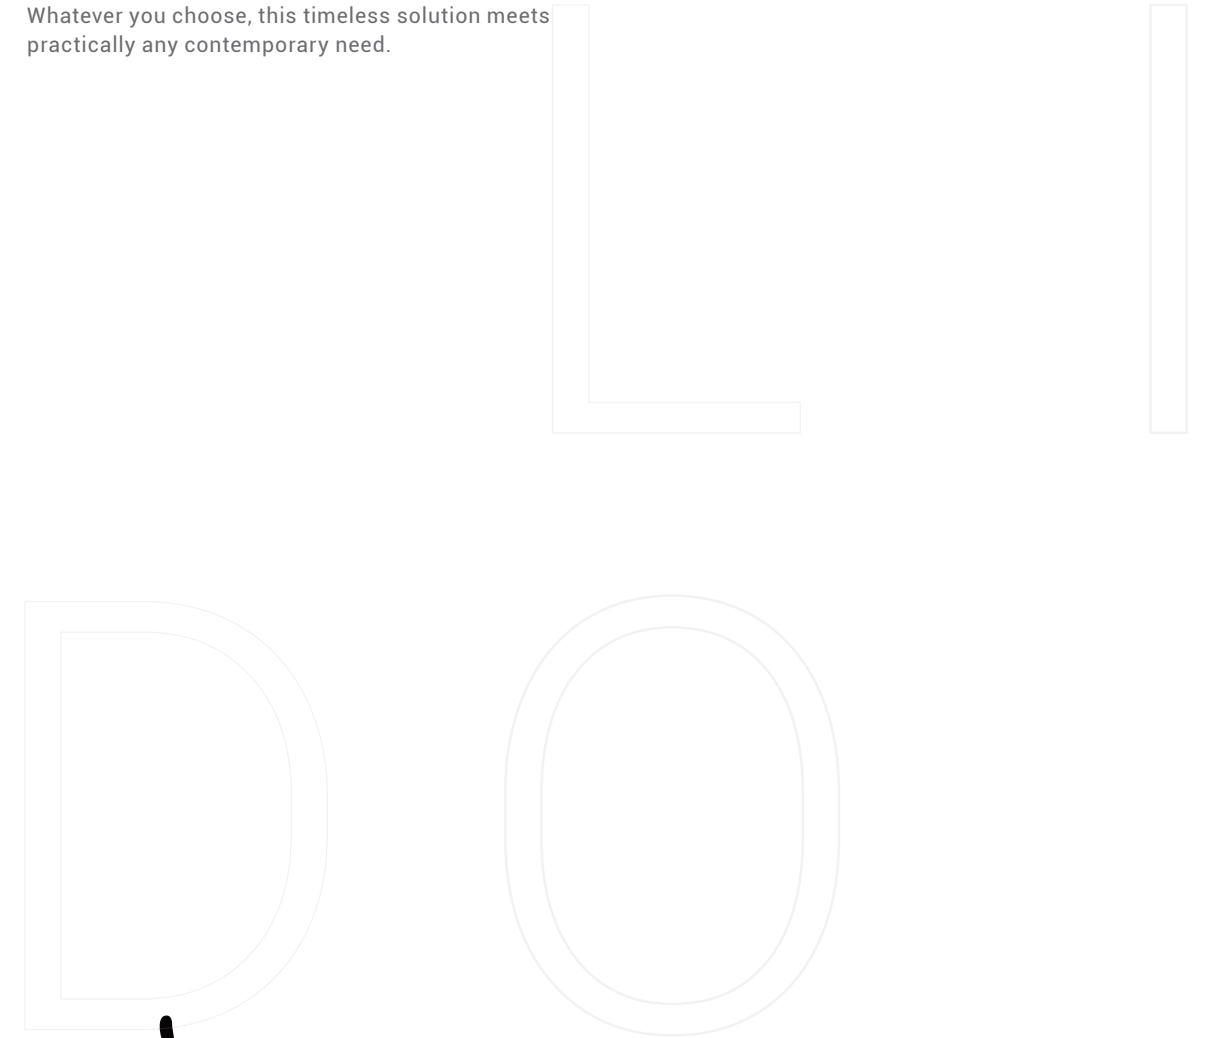 Whatever you choose, this timeless solution meets
practically any contemporary need.
L I
D O